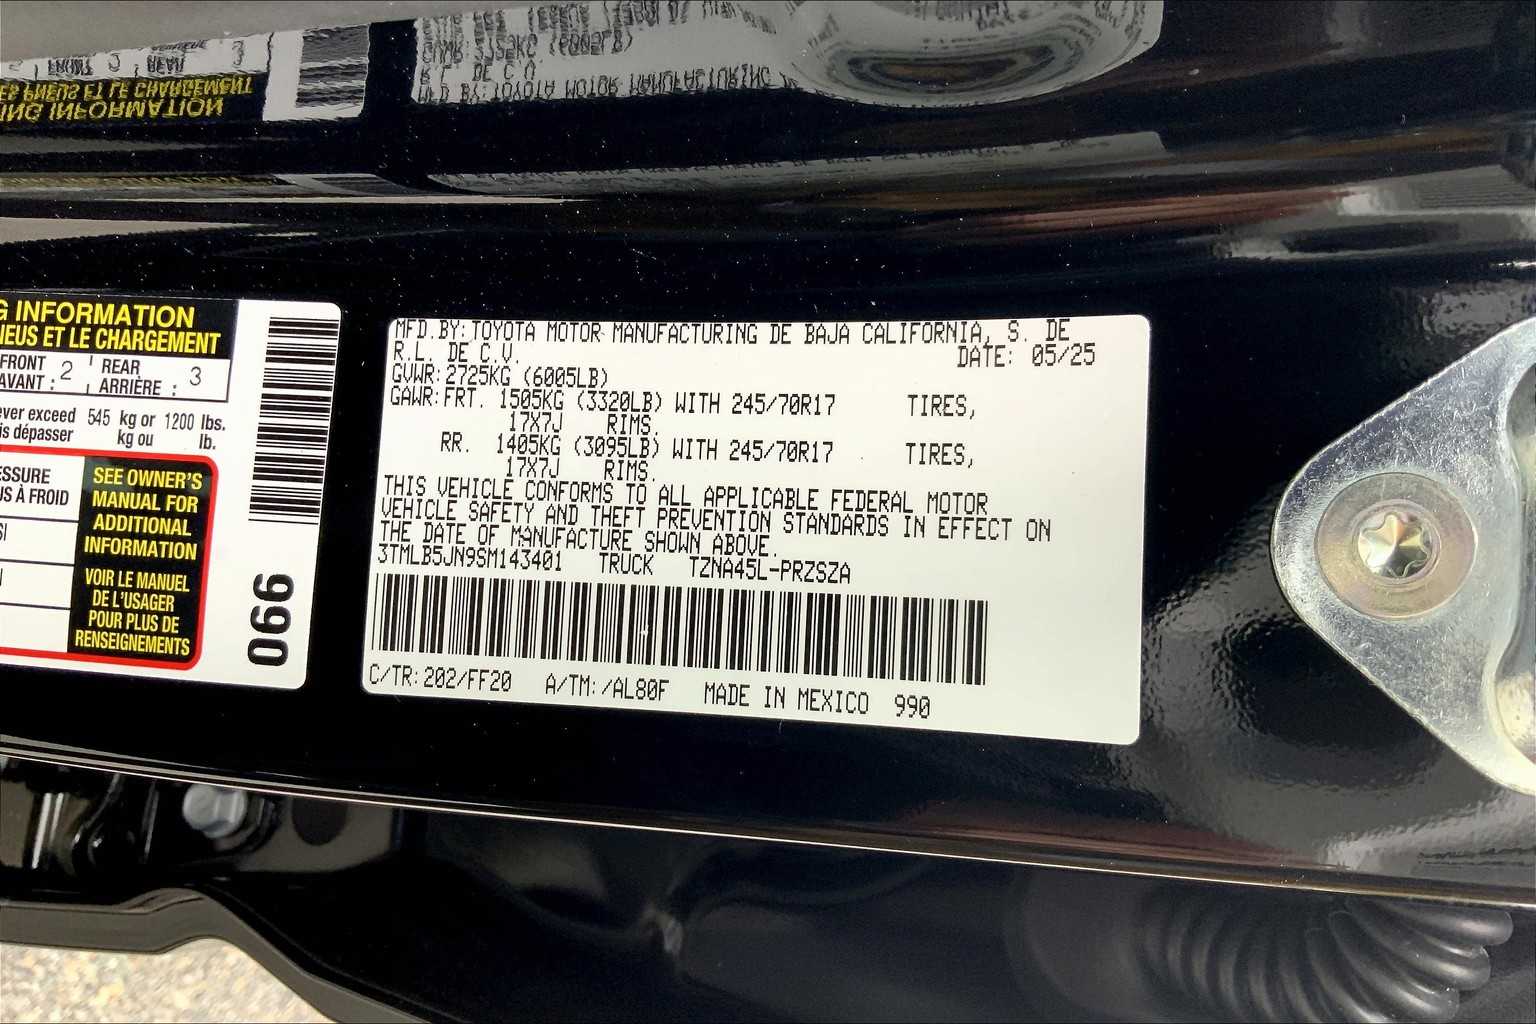 G INFORMATION
NEUS ET LE CHARGEMENT
FRONT 2 REAR 3
AVANT : ARRIÈRE :
ever exceed 545 kg or 1200 lbs.
is dépasser kg ou lb.
ESSURE
US À FROID
SEE OWNER'S
MANUAL FOR
ADDITIONAL
INFORMATION
VOIR LE MANUEL
DE L'USAGER
POUR PLUS DE
RENSEIGNEMENTS
990
MFD.BY:TOYOTA MOTOR MANUFACTURING DE BAJA CALIFORNIA, S. DE
R.L. DE C.V.
DATE: 05/25
GVWR:2725KG (6005LB)
GAWR:FRT. 1505KG (3320LB) WITH 245/70R17 TIRES,
17X7J RIMS.
RR. 1405KG (3095LB) WITH 245/70R17 TIRES,
17X7J RIMS.
THIS VEHICLE CONFORMS TO ALL APPLICABLE FEDERAL MOTOR
VEHICLE SAFETY AND THEFT PREVENTION STANDARDS IN EFFECT ON
THE DATE OF MANUFACTURE SHOWN ABOVE.
3TMLB5JN9SM143401 TRUCK TZNA45L-PRZSZA
C/TR:202/FF20 A/TM:/AL80F MADE IN MEXICO 990